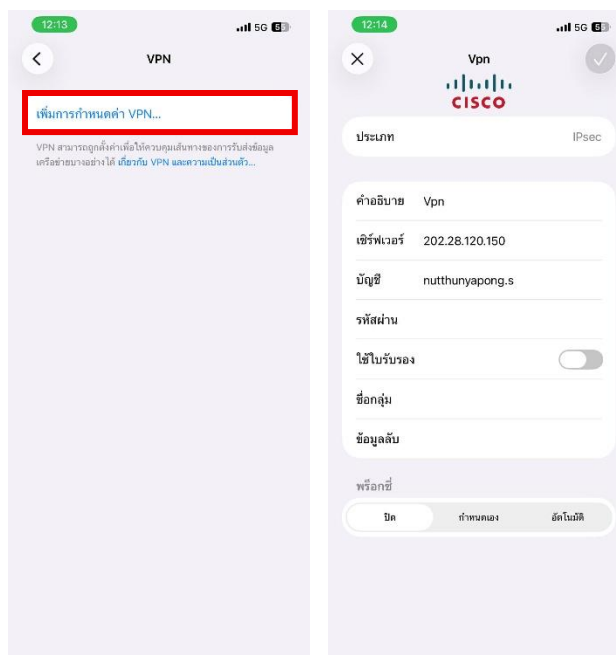 12:13
5G
VPN
เพิ่มการกำหนดค่า VPN...
VPN สามารถถูกตั้งค่าเพื่อให้ควบคุมเส้นทางของการรับส่งข้อมูล
เครือข่ายบางอย่างได้ เกี่ยวกับ VPN และความเป็นส่วนตัว...
12:14
5G
Vpn
CISCO
ประเภท IPsec
คำอธิบาย Vpn
เซิร์ฟเวอร์ 202.28.120.150
บัญชี nutthunyapong.s
รหัสผ่าน
ใช้ใบรับรอง
ชื่อกลุ่ม
ข้อมูลลับ
พร็อกซี่
ปิด กำหนดเอง อัตโนมัติ